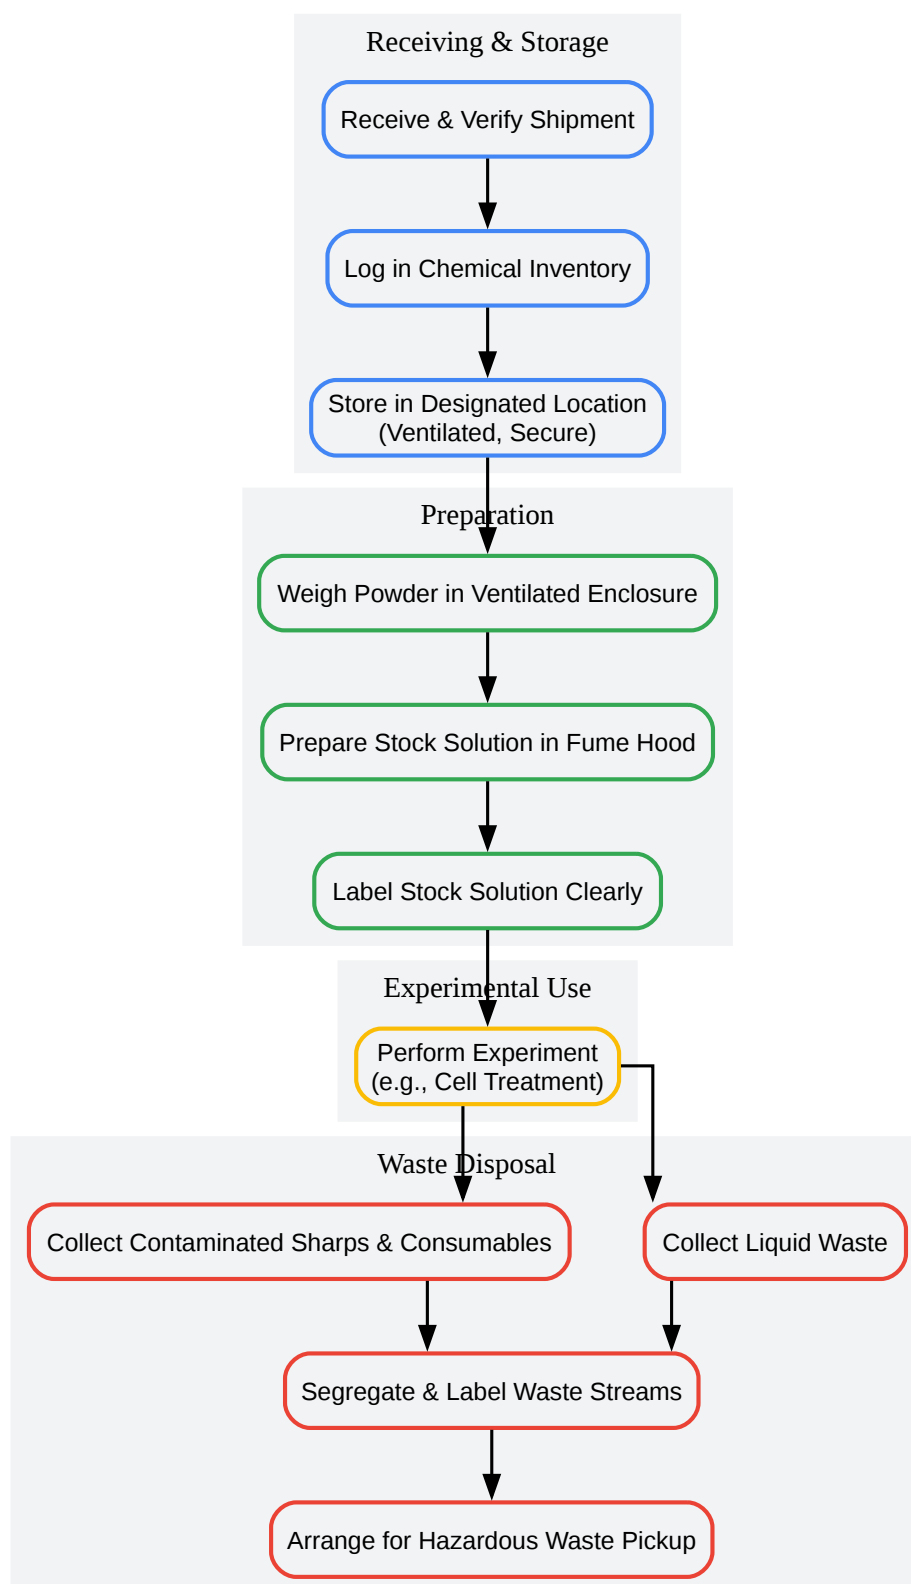 Receiving & Storage
Receive & Verify Shipment
Log in Chemical Inventory
Store in Designated Location
(Ventilated, Secure)
Preparation
Weigh Powder in Ventilated Enclosure
Prepare Stock Solution in Fume Hood
Label Stock Solution Clearly
Experimental Use
Perform Experiment
(e.g., Cell Treatment)
Waste Disposal
Collect Contaminated Sharps & Consumables
Collect Liquid Waste
Segregate & Label Waste Streams
Arrange for Hazardous Waste Pickup